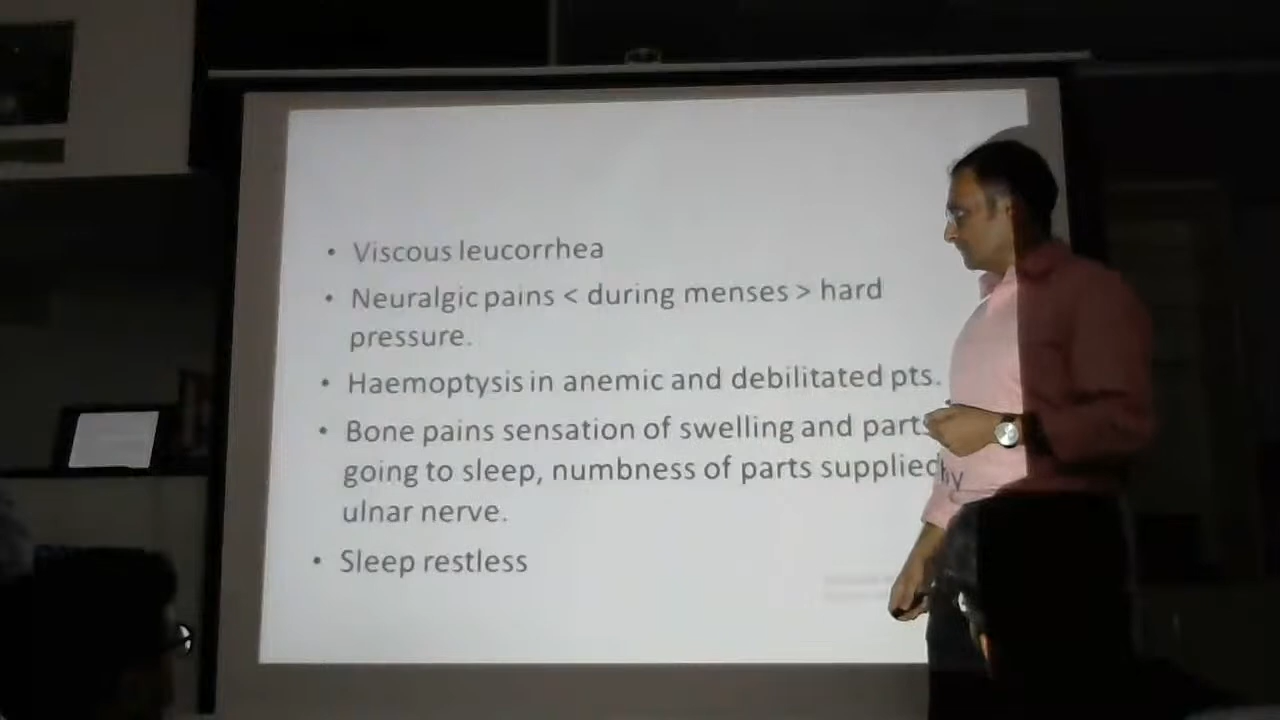 • Viscous leucorrhea
• Neuralgic pains < during menses > hard
pressure.
• Haemoptysis in anemic and debilitated pts.
• Bone pains sensation of swelling and parts
going to sleep, numbness of parts supplied by
ulnar nerve.
• Sleep restless